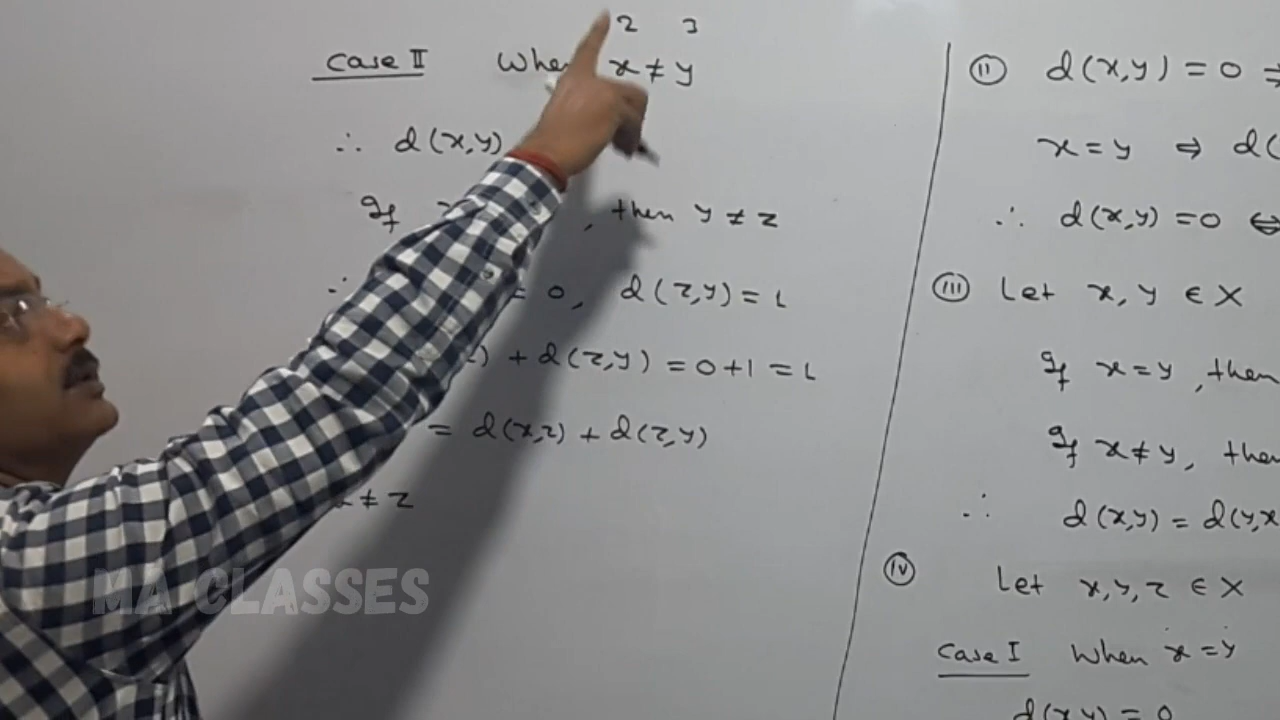 2 3
Case II When x ≠ y
∴ d(x,y)
If , then y ≠ z
∴ = 0, d(z,y) = 1
) + d(z,y) = 0+1 = 1
= d(x,z) + d(z,y)
≠ z
(ii) d(x,y) = 0 ⇒
x = y ⇒ d(
∴ d(x,y) = 0 ⇔
(iii) Let x, y ∈ X
If x = y, then
If x ≠ y, then
∴ d(x,y) = d(y,x
(iv) Let x, y, z ∈ X
Case I When x = y
d(x,y) = 0
MA CLASSES